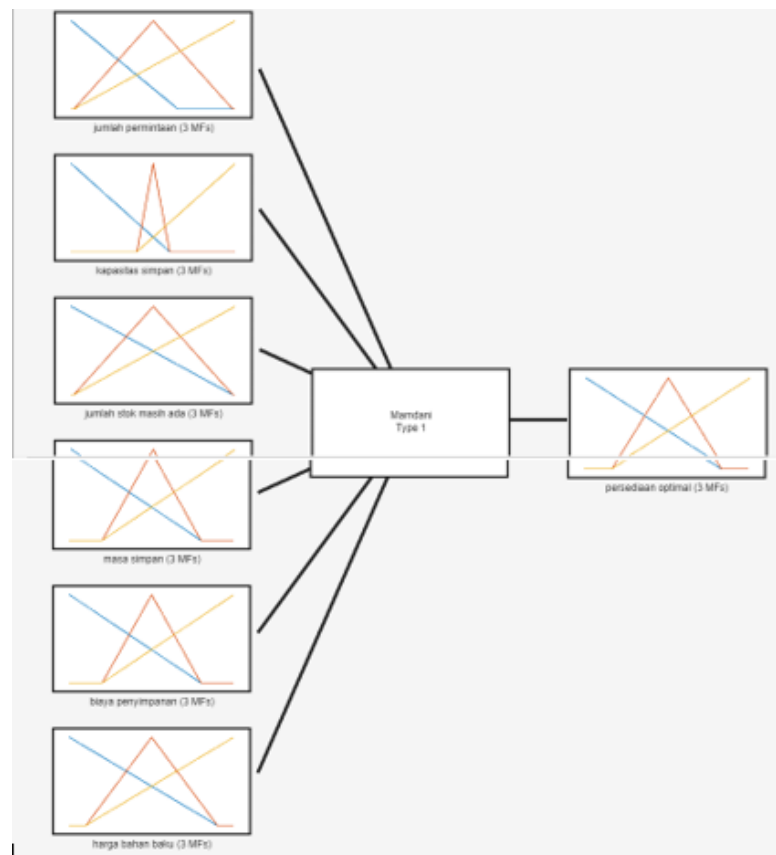 jumlah permintaan (3 MFs)
kapasitas simpan (3 MFs)
jumlah stok masih ada (3 MFs)
masa simpan (3 MFs)
biaya penyimpanan (3 MFs)
harga bahan baku (3 MFs)
Mamdani
Type 1
persediaan optimal (3 MFs)